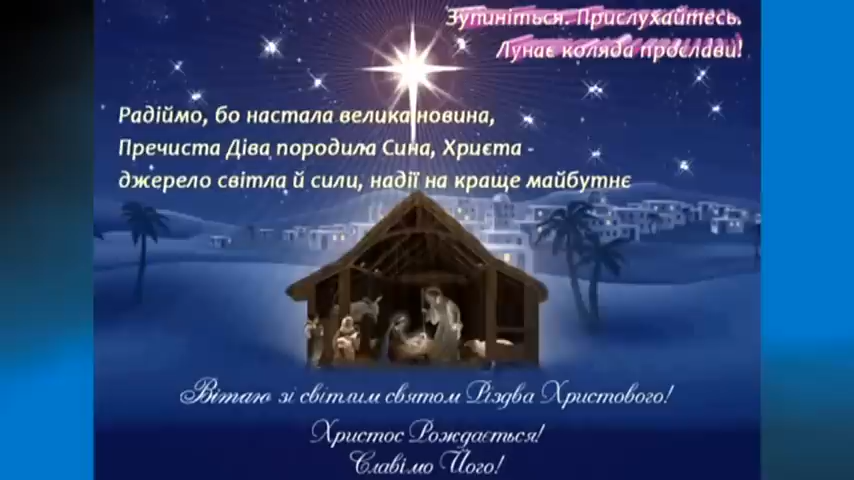 Зупиніться. Прислухайтесь.
Лунає коляда прослави!
Радіймо, бо настала велика новина,
Пречиста Діва породила Сина, Христа -
джерело світла й сили, надії на краще майбутнє
Вітаю зі світлим святом Різдва Христового!
Христос Рождається!
Славімо Його!